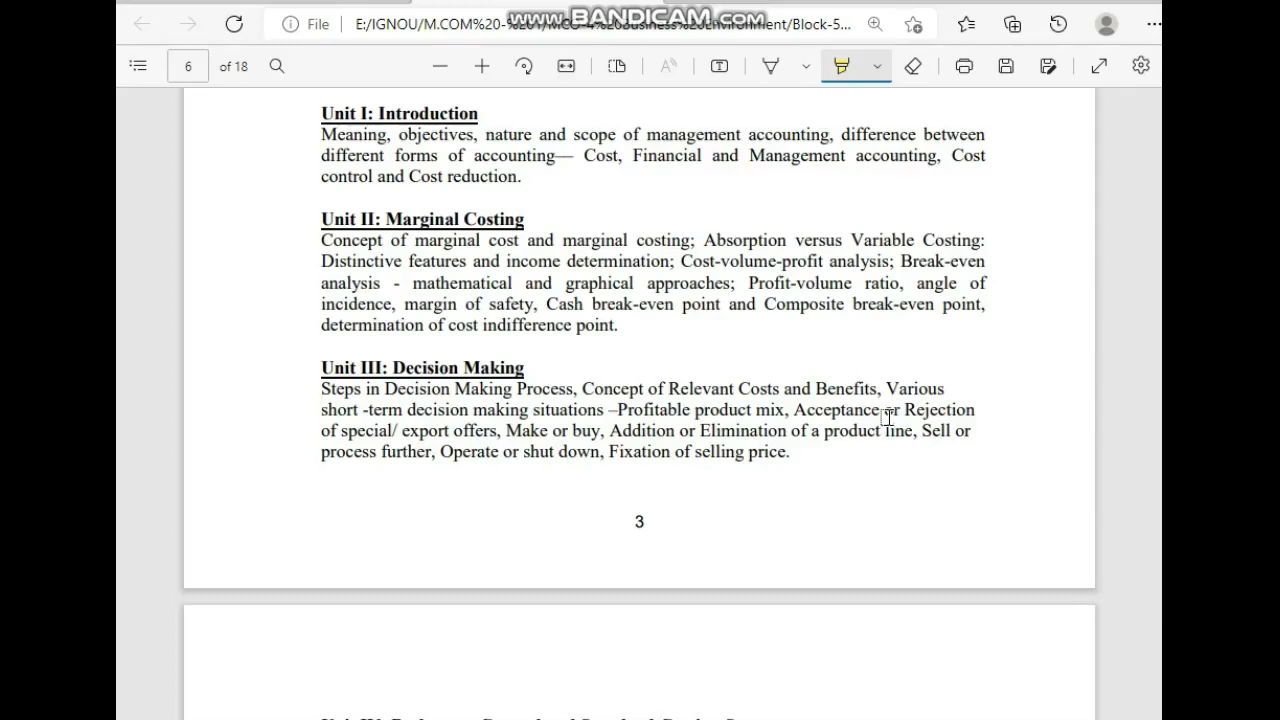 www.BANDICAM.com
File E:/IGNOU/M.COM%20-%20
6 of 18
Unit I: Introduction
Meaning, objectives, nature and scope of management accounting, difference between
different forms of accounting— Cost, Financial and Management accounting, Cost
control and Cost reduction.
Unit II: Marginal Costing
Concept of marginal cost and marginal costing; Absorption versus Variable Costing:
Distinctive features and income determination; Cost-volume-profit analysis; Break-even
analysis - mathematical and graphical approaches; Profit-volume ratio, angle of
incidence, margin of safety, Cash break-even point and Composite break-even point,
determination of cost indifference point.
Unit III: Decision Making
Steps in Decision Making Process, Concept of Relevant Costs and Benefits, Various
short -term decision making situations –Profitable product mix, Acceptance or Rejection
of special/ export offers, Make or buy, Addition or Elimination of a product line, Sell or
process further, Operate or shut down, Fixation of selling price.
3